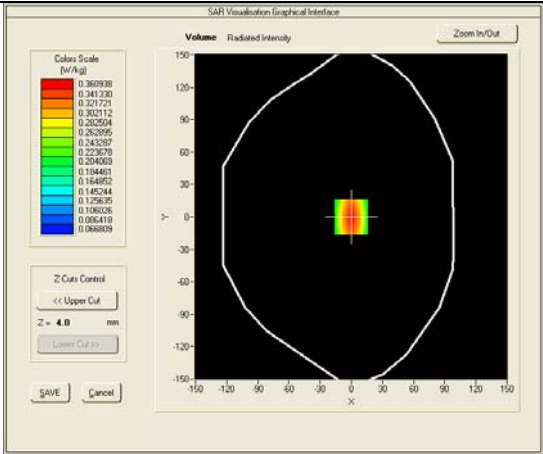 SAR Visualisation Graphical Interface
Volume Radiated Intensity
Zoom In/Out
Colors Scale
(W/kg)
0.360938
0.341330
0.321721
0.302112
0.282504
0.262895
0.243287
0.223678
0.204069
0.184461
0.164852
0.145244
0.125635
0.106026
0.086418
0.066809
Z Cuts Control
<< Upper Cut
Z = 4.0 mm
Lower Cut >>
SAVE
Cancel
150
120
90
60
30
0
-30
-60
-90
-120
-150
Y
-150 -120 -90 -60 -30 0 30 60 90 120 150
X